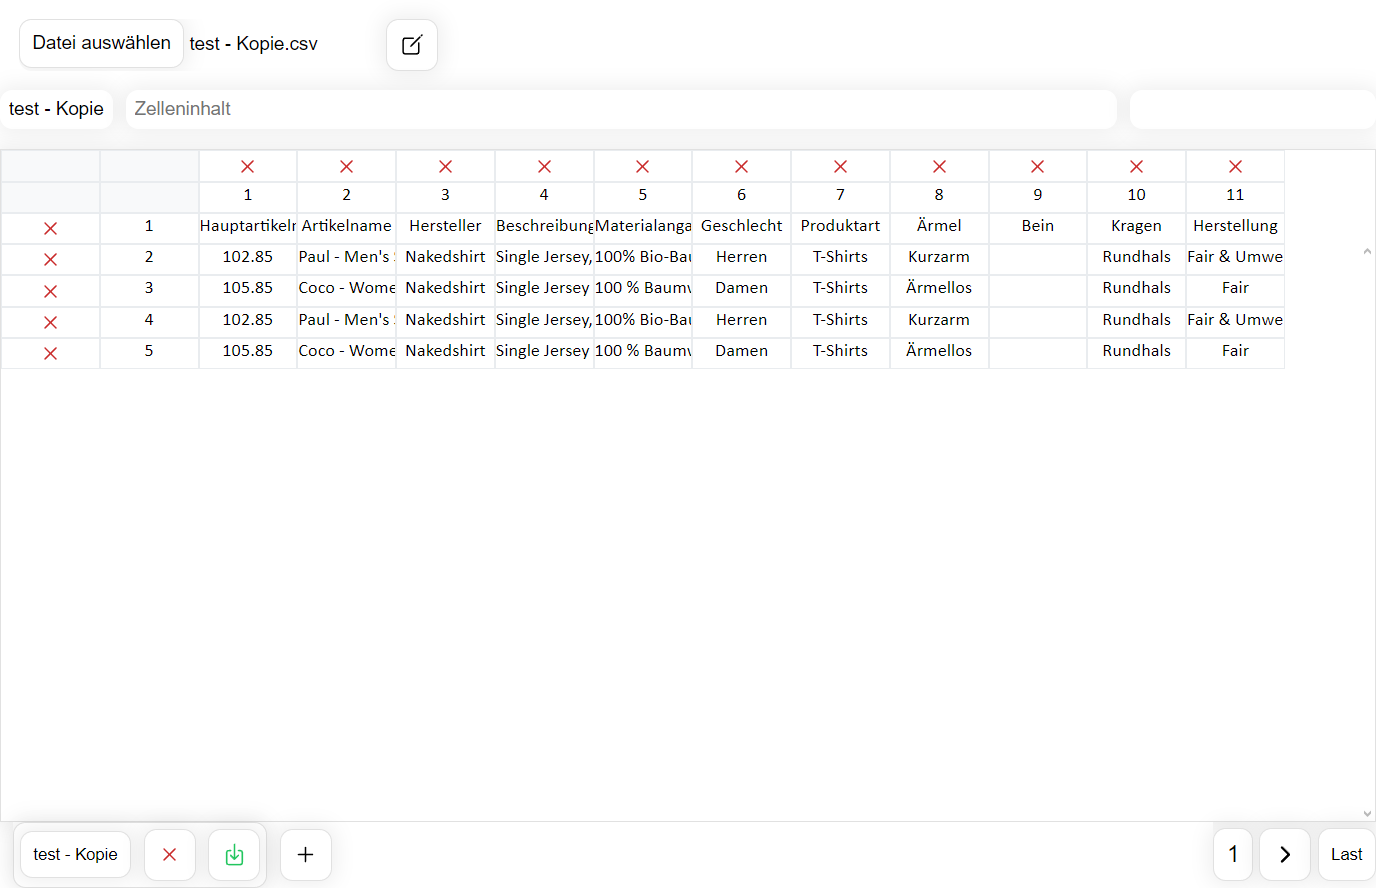 Datei auswählen test - Kopie.csv
test - Kopie Zelleninhalt
1 2 3 4 5 6 7 8 9 10 11
1 Hauptartikeln Artikelname Hersteller Beschreibung Materialanga Geschlecht Produktart Ärmel Bein Kragen Herstellung
2 102.85 Paul - Men's Nakedshirt Single Jersey, 100% Bio-Bau Herren T-Shirts Kurzarm Rundhals Fair & Umwe
3 105.85 Coco - Wome Nakedshirt Single Jersey 100 % Baumw Damen T-Shirts Ärmellos Rundhals Fair
4 102.85 Paul - Men's Nakedshirt Single Jersey, 100% Bio-Bau Herren T-Shirts Kurzarm Rundhals Fair & Umwe
5 105.85 Coco - Wome Nakedshirt Single Jersey 100 % Baumw Damen T-Shirts Ärmellos Rundhals Fair
test - Kopie 1 Last